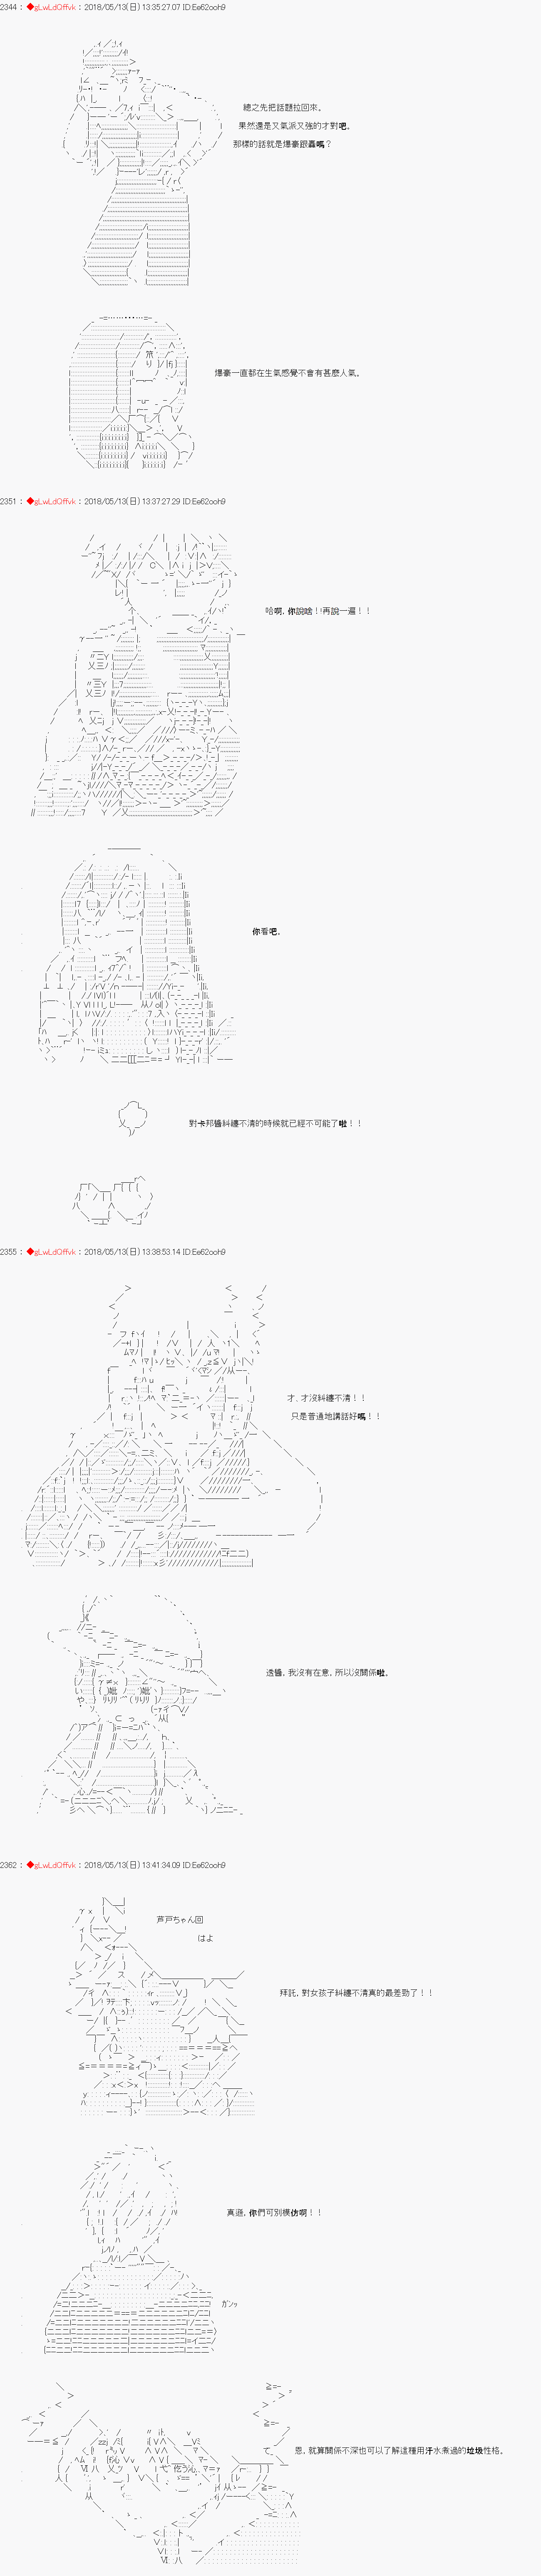 2344 : ◆gLwLdQffvk : 2018/05/13(日) 13:35:27.07 ID:Ee62ooh9
總之先把話題拉回來。
果然還是又氣派又強的才對吧。
那樣的話就是爆豪跟轟嗎？
爆豪一直都在生氣感覺不會有甚麼人氣。
2351 : ◆gLwLdQffvk : 2018/05/13(日) 13:37:27.29 ID:Ee62ooh9
哈啊，你說啥！！再說一遍！！
你看吧。
對卡邦醬糾纏不清的時候就已經不可能了啦！！
2355 : ◆gLwLdQffvk : 2018/05/13(日) 13:38:53.14 ID:Ee62ooh9
才、才沒糾纏不清！！
只是普通地講話好嗎！！
透醬，我沒有在意，所以沒關係啦。
2362 : ◆gLwLdQffvk : 2018/05/13(日) 13:41:34.09 ID:Ee62ooh9
芦戸ちゃん回
はよ
拜託，對女孩子糾纏不清真的最差勁了！！
真遜，你們可別模仿啊！！
ｶﾞﾝｯ
恩，就算關係不深也可以了解這種用汙水煮過的垃圾性格。